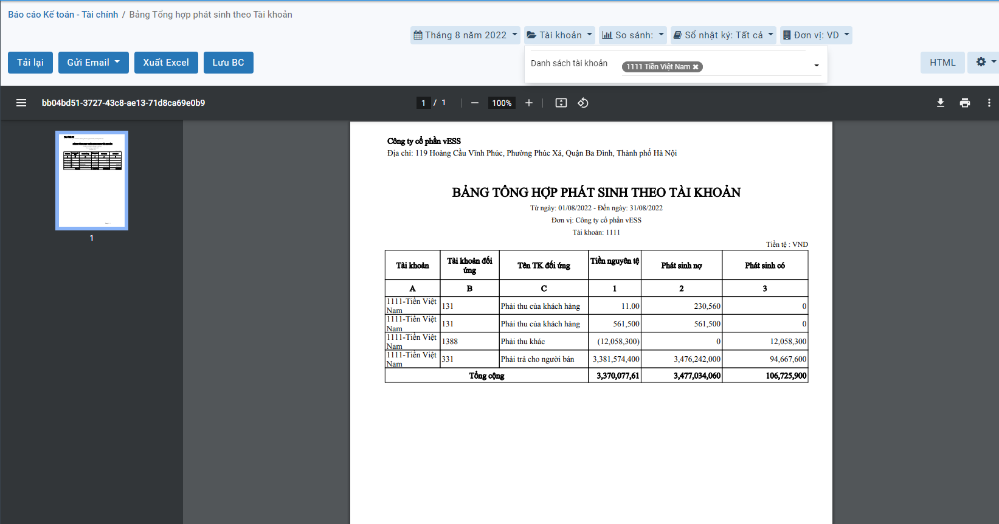 Báo cáo Kế toán - Tài chính / Bảng Tổng hợp phát sinh theo Tài khoản
Tháng 8 năm 2022 Tài khoản So sánh: Sổ nhật ký: Tất cả Đơn vị: VD
Tải lại Gửi Email Xuất Excel Lưu BC
Danh sách tài khoản 1111 Tiền Việt Nam ✖
HTML
bb04bd51-3727-43c8-ae13-71d8ca69e0b9 1 / 1 100%
1
Công ty cổ phần vESS
Địa chỉ: 119 Hoàng Cầu Vĩnh Phúc, Phường Phúc Xá, Quận Ba Đình, Thành phố Hà Nội
BẢNG TỔNG HỢP PHÁT SINH THEO TÀI KHOẢN
Từ ngày: 01/08/2022 - Đến ngày: 31/08/2022
Đơn vị: Công ty cổ phần vESS
Tài khoản: 1111
Tiền tệ : VND
Tài khoản Tài khoản đối ứng Tên TK đối ứng Tiền nguyên tệ Phát sinh nợ Phát sinh có
A B C 1 2 3
1111-Tiền Việt Nam 131 Phải thu của khách hàng 11.00 230,560 0
1111-Tiền Việt Nam 131 Phải thu của khách hàng 561,500 561,500 0
1111-Tiền Việt Nam 1388 Phải thu khác (12,058,300) 0 12,058,300
1111-Tiền Việt Nam 331 Phải trả cho người bán 3,381,574,400 3,476,242,000 94,667,600
Tổng cộng 3,370,077,61 3,477,034,060 106,725,900